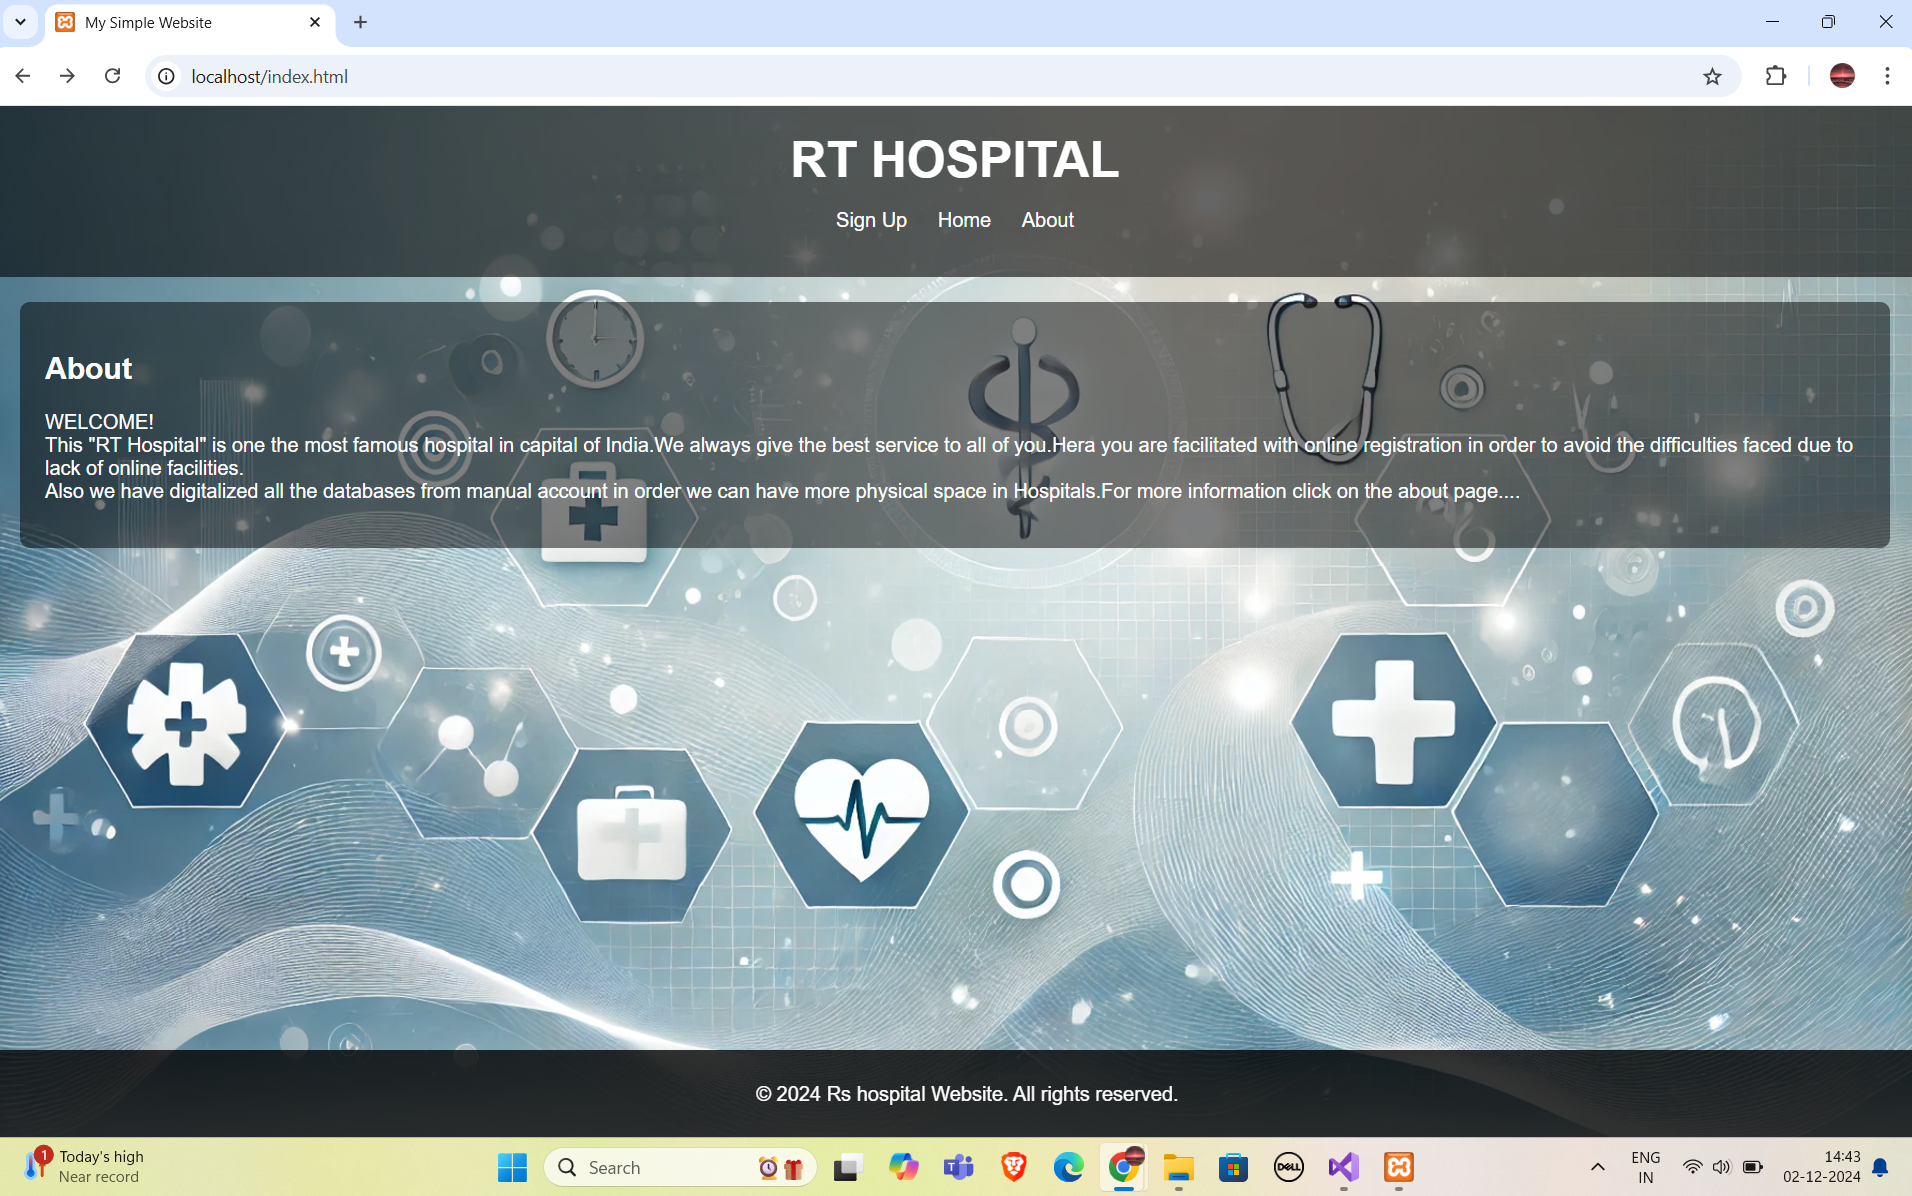 My Simple Website
localhost/index.html
RT HOSPITAL
Sign Up Home About
About
WELCOME!
This "RT Hospital" is one the most famous hospital in capital of India.We always give the best service to all of you.Hera you are facilitated with online registration in order to avoid the difficulties faced due to
lack of online facilities.
Also we have digitalized all the databases from manual account in order we can have more physical space in Hospitals.For more information click on the about page....
© 2024 Rs hospital Website. All rights reserved.
1
Today's high
Near record
Search
T
DELL
ENG
IN
14:43
02-12-2024